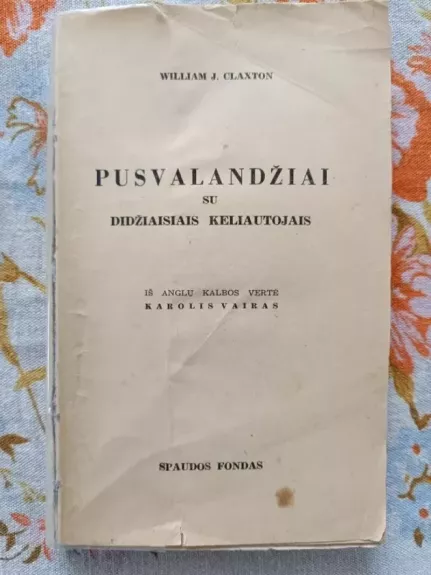 WILLIAM J. CLAXTON
PUSVALANDŽIAI
SU
DIDŽIAISIAIS KELIAUTOJAIS
IŠ ANGLŲ KALBOS VERTĖ
KAROLIS VAIRAS
SPAUDOS FONDAS